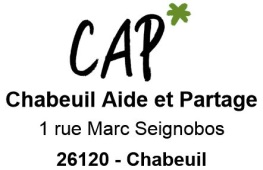 CAP
Chabeuil Aide et Partage
1 rue Marc Seignobos
26120 - Chabeuil